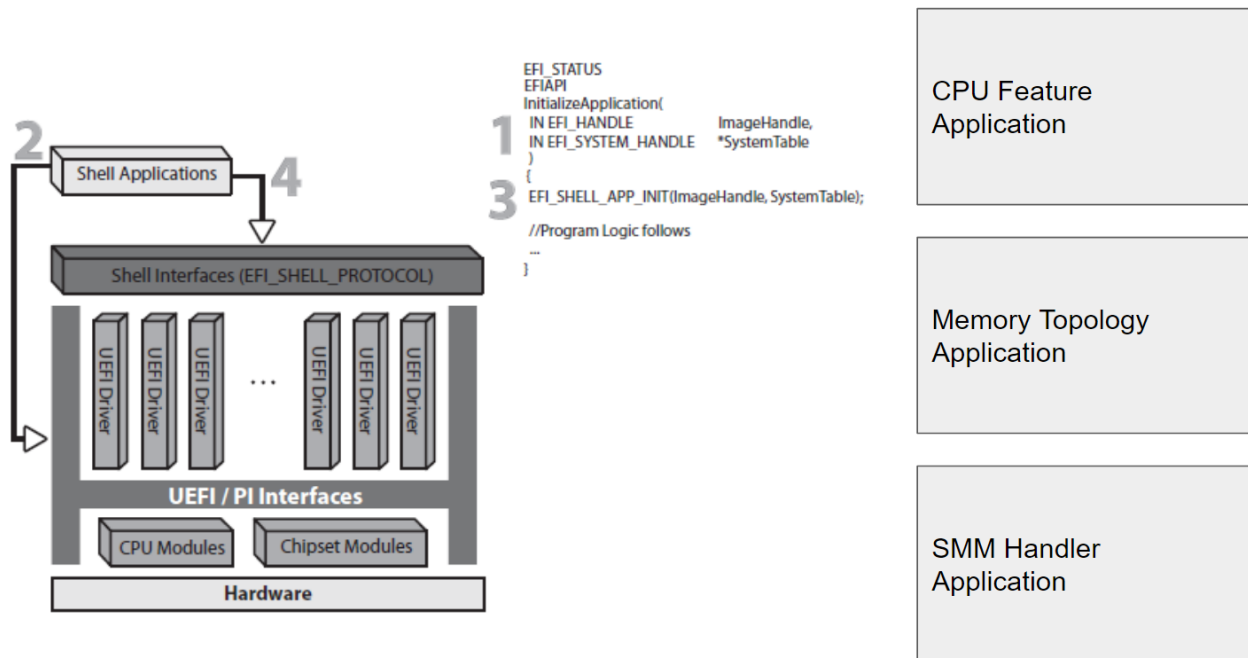 EFI_STATUS
EFIAPI
InitializeApplication(
1 IN EFI_HANDLE ImageHandle,
IN EFI_SYSTEM_HANDLE *SystemTable
)
{
3 EFI_SHELL_APP_INIT(ImageHandle, SystemTable);
//Program Logic follows
...
}
2
Shell Applications
4
Shell Interfaces (EFI_SHELL_PROTOCOL)
UEFI Driver
UEFI Driver
UEFI Driver
...
UEFI Driver
UEFI Driver
UEFI Driver
UEFI / PI Interfaces
CPU Modules
Chipset Modules
Hardware
CPU Feature
Application
Memory Topology
Application
SMM Handler
Application